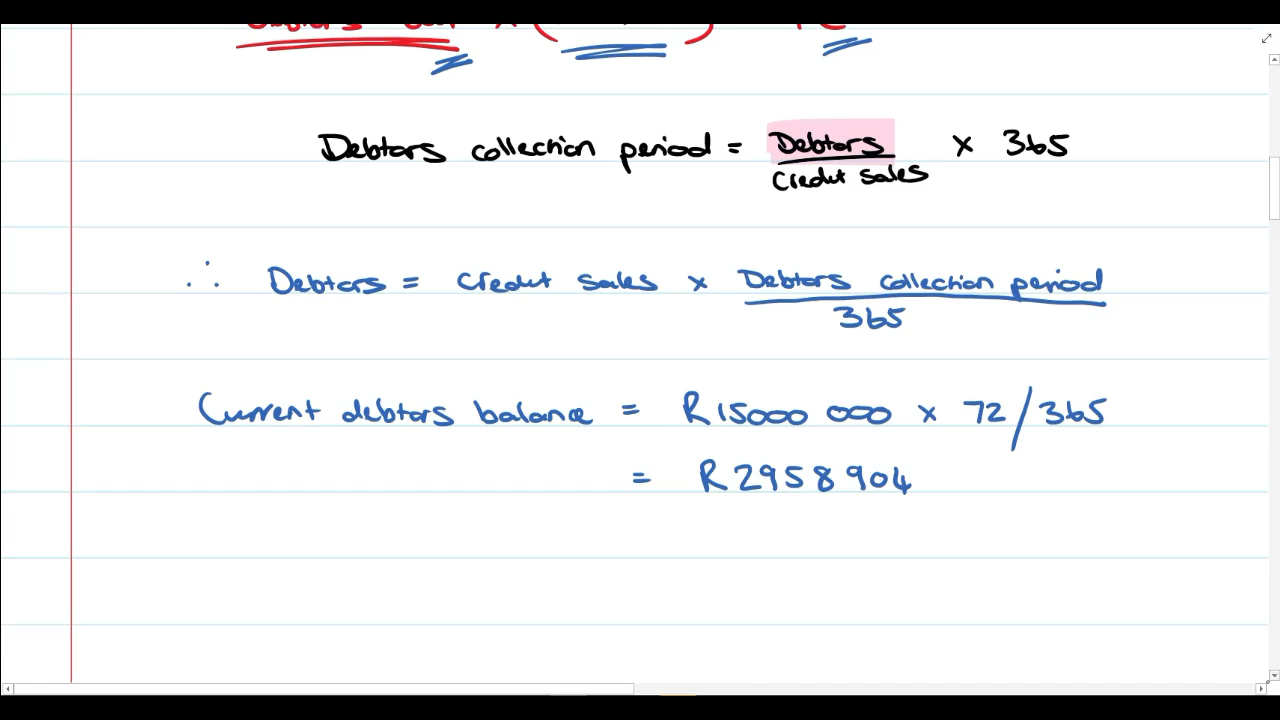 Debtors collection period = Debtors / Credit sales × 365
∴ Debtors = Credit sales × Debtors collection period / 365
Current debtors balance = R15000 000 × 72/365
= R2958904